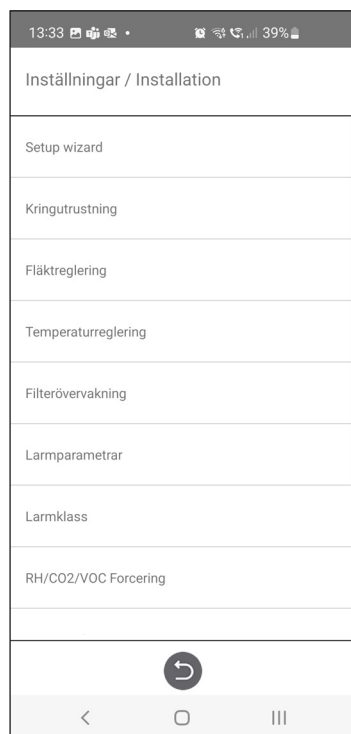 13:33 39%
Inställningar / Installation
Setup wizard
Kringutrustning
Fläktreglering
Temperaturreglering
Filterövervakning
Larmparametrar
Larmklass
RH/CO2/VOC Forcering